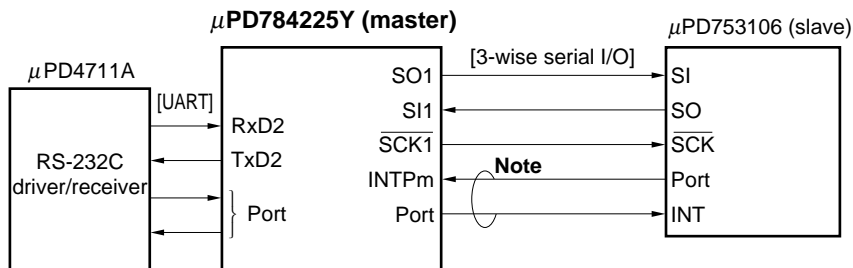 μPD784225Y (master)
μPD4711A
μPD753106 (slave)
[UART]
[3-wise serial I/O]
RS-232C
driver/receiver
RxD2
TxD2
Port
SO1
SI1
SCK1
INTPm
Port
Note
SI
SO
SCK
Port
INT